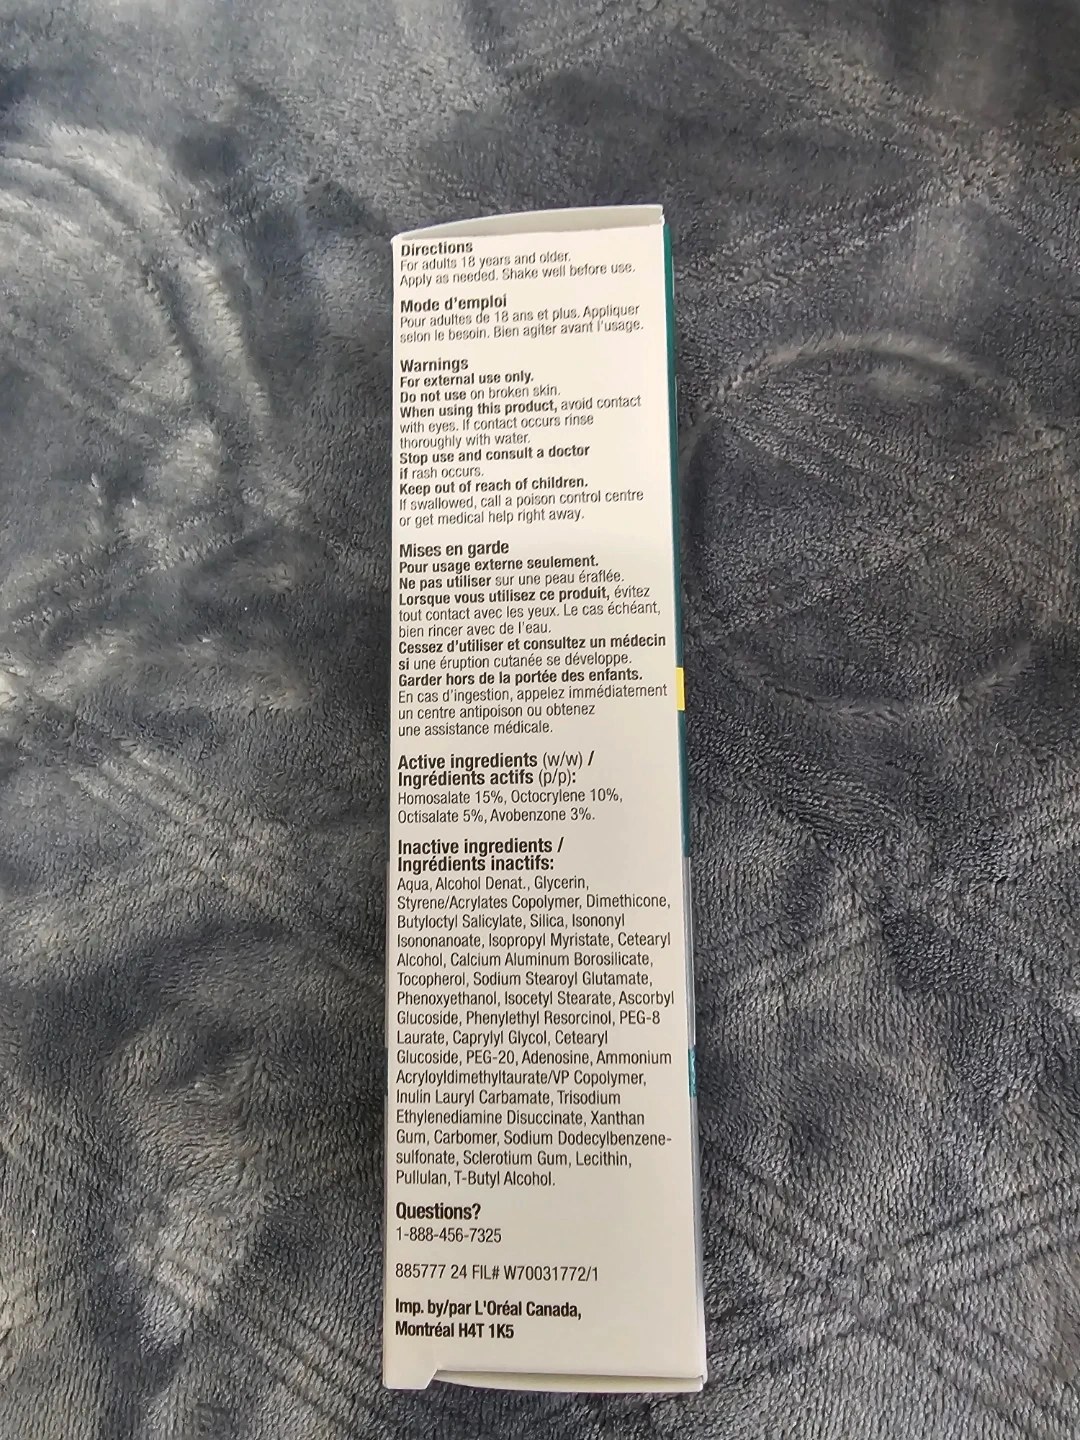 Directions
For adults 18 years and older.
Apply as needed. Shake well before use.
Mode d'emploi
Pour adultes de 18 ans et plus. Appliquer
selon le besoin. Bien agiter avant l'usage.
Warnings
For external use only.
Do not use on broken skin.
When using this product, avoid contact
with eyes. If contact occurs rinse
thoroughly with water.
Stop use and consult a doctor
if rash occurs.
Keep out of reach of children.
If swallowed, call a poison control centre
or get medical help right away.
Mises en garde
Pour usage externe seulement.
Ne pas utiliser sur une peau éraflée.
Lorsque vous utilisez ce produit, évitez
tout contact avec les yeux. Le cas échéant,
bien rincer avec de l'eau.
Cessez d'utiliser et consultez un médecin
si une éruption cutanée se développe.
Garder hors de la portée des enfants.
En cas d'ingestion, appelez immédiatement
un centre antipoison ou obtenez
une assistance médicale.
Active ingredients (w/w) /
Ingrédients actifs (p/p):
Homosalate 15%, Octocrylene 10%,
Octisalate 5%, Avobenzone 3%.
Inactive ingredients /
Ingrédients inactifs:
Aqua, Alcohol Denat., Glycerin,
Styrene/Acrylates Copolymer, Dimethicone,
Butyloctyl Salicylate, Silica, Isononyl
Isononanoate, Isopropyl Myristate, Cetearyl
Alcohol, Calcium Aluminum Borosilicate,
Tocopherol, Sodium Stearoyl Glutamate,
Phenoxyethanol, Isocetyl Stearate, Ascorbyl
Glucoside, Phenylethyl Resorcinol, PEG-8
Laurate, Caprylyl Glycol, Cetearyl
Glucoside, PEG-20, Adenosine, Ammonium
Acryloyldimethyltaurate/VP Copolymer,
Inulin Lauryl Carbamate, Trisodium
Ethylenediamine Disuccinate, Xanthan
Gum, Carbomer, Sodium Dodecylbenzene-
sulfonate, Sclerotium Gum, Lecithin,
Pullulan, T-Butyl Alcohol.
Questions?
1-888-456-7325
885777 24 FIL# W70031772/1
Imp. by/par L'Oréal Canada,
Montréal H4T 1K5